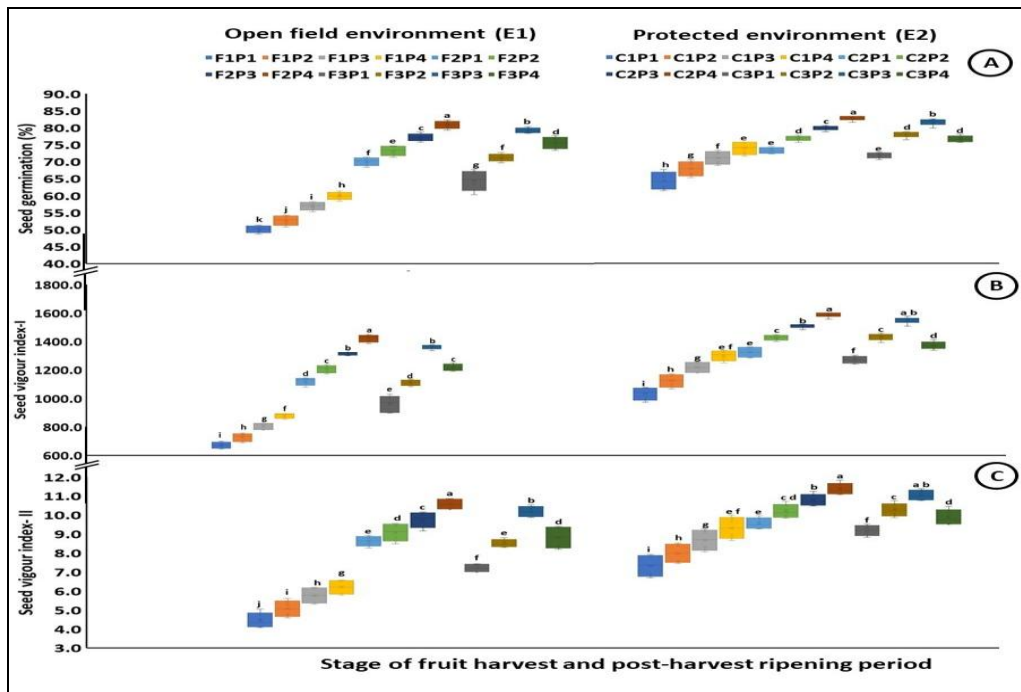 Open field environment (E1)
Protected environment (E2)
F1P1 F1P2 F1P3 F1P4 F2P1 F2P2
F2P3 F2P4 F3P1 F3P2 F3P3 F3P4
C1P1 C1P2 C1P3 C1P4 C2P1 C2P2
C2P3 C2P4 C3P1 C3P2 C3P3 C3P4
A
Seed germination (%)
90.0
85.0
80.0
75.0
70.0
65.0
60.0
55.0
50.0
45.0
40.0
k j i h f e c a g f b d
h g f e e d c a e d b d
B
Seed vigour index-I
1800.0
1600.0
1400.0
1200.0
1000.0
800.0
600.0
i h g f d c b a e d b c
i h g e f e c b a f c a b d
C
Seed vigour index- II
12.0
11.0
10.0
9.0
8.0
7.0
6.0
5.0
4.0
3.0
j i h g e d c a f e b d
i h g e f e c d b a f c a b d
Stage of fruit harvest and post-harvest ripening period